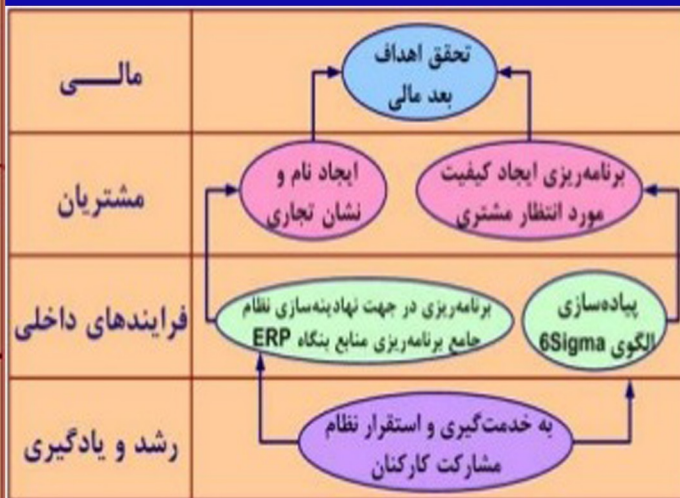 مالـــی
تحقق اهداف
بعد مالی
مشتریان
ایجاد نام و
نشان تجاری
برنامه‌ریزی ایجاد کیفیت
مورد انتظار مشتری
فرایندهای داخلی
برنامه‌ریزی در جهت نهادینه‌سازی نظام
جامع برنامه‌ریزی منابع بنگاه ERP
پیاده‌سازی
الگوی 6Sigma
رشد و یادگیری
به خدمت‌گیری و استقرار نظام
مشارکت کارکنان